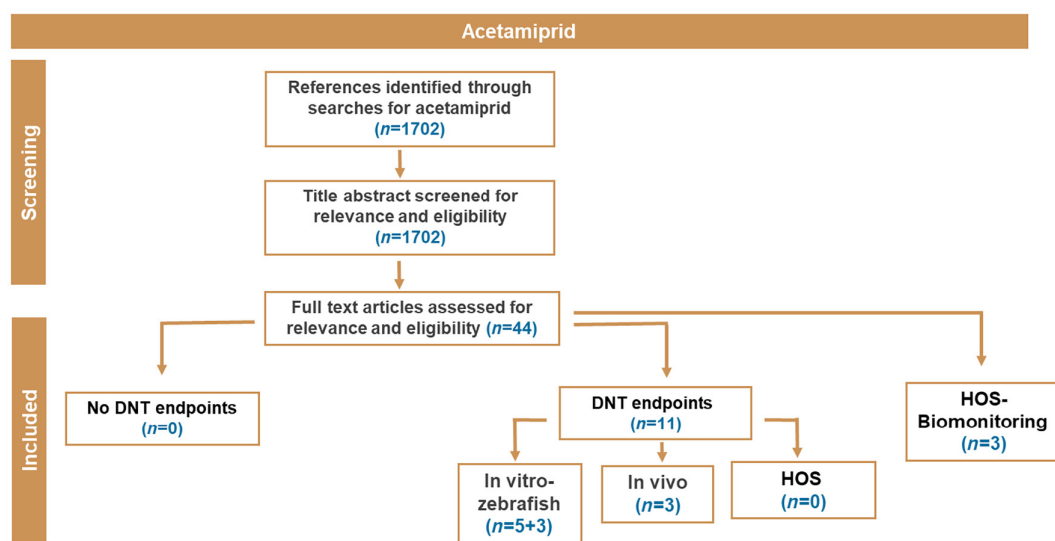 Acetamiprid
Screening
References identified through
searches for acetamiprid
(n=1702)
Title abstract screened for
relevance and eligibility
(n=1702)
Full text articles assessed for
relevance and eligibility (n=44)
Included
No DNT endpoints
(n=0)
DNT endpoints
(n=11)
HOS-
Biomonitoring
(n=3)
In vitro-
zebrafish
(n=5+3)
In vivo
(n=3)
HOS
(n=0)